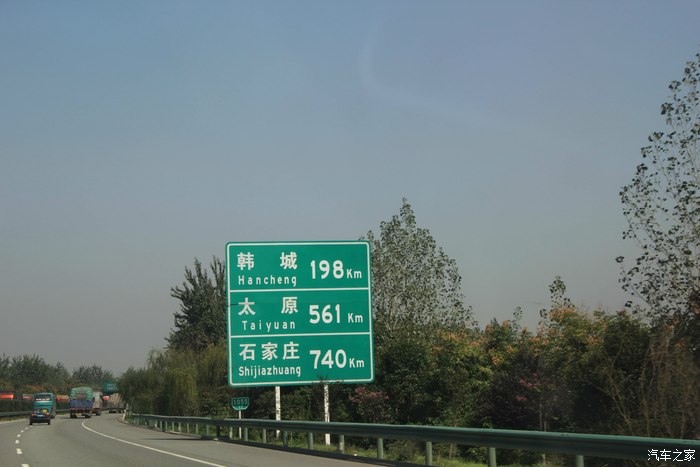 韩 城 198 Km
Hancheng
太 原 561 Km
Taiyuan
石家庄 740 Km
Shijiazhuang
汽车之家